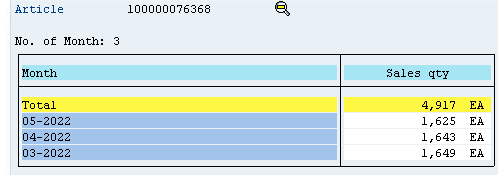 Article 100000076368
No. of Month: 3
Month Sales qty
Total 4,917 EA
05-2022 1,625 EA
04-2022 1,643 EA
03-2022 1,649 EA